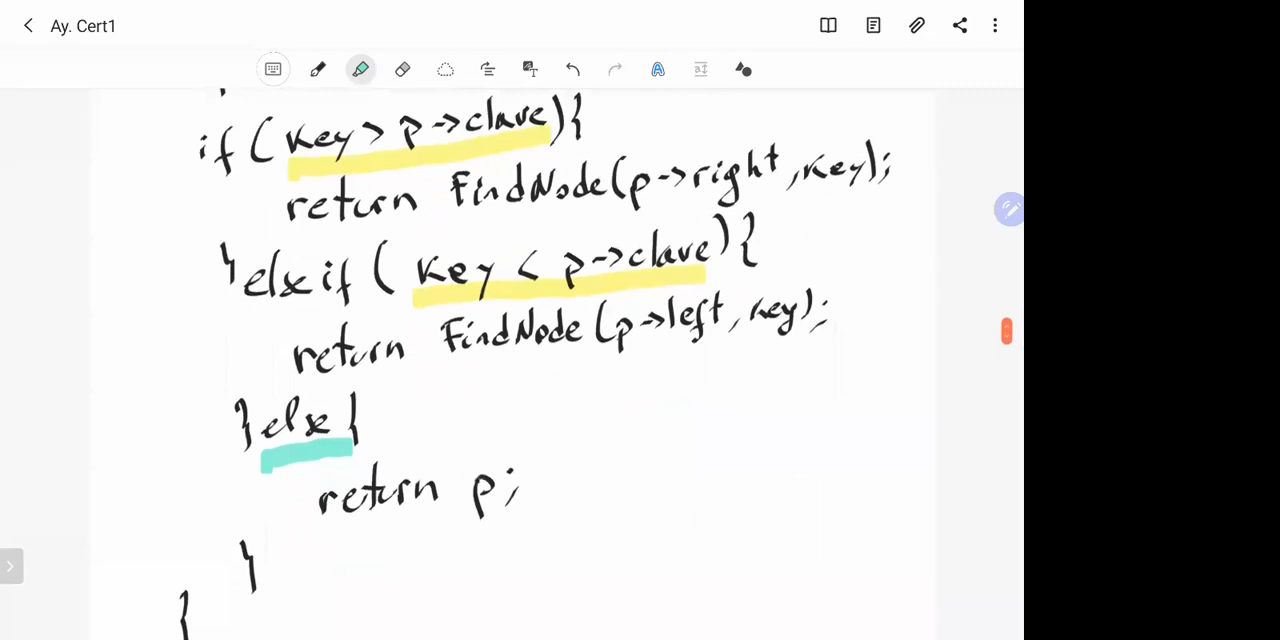 Ay. Cert1
}
if (key > p->clave){
return FindNode(p->right, key);
}else if (key < p->clave){
return FindNode(p->left, key);
}else{
return p;
}
{